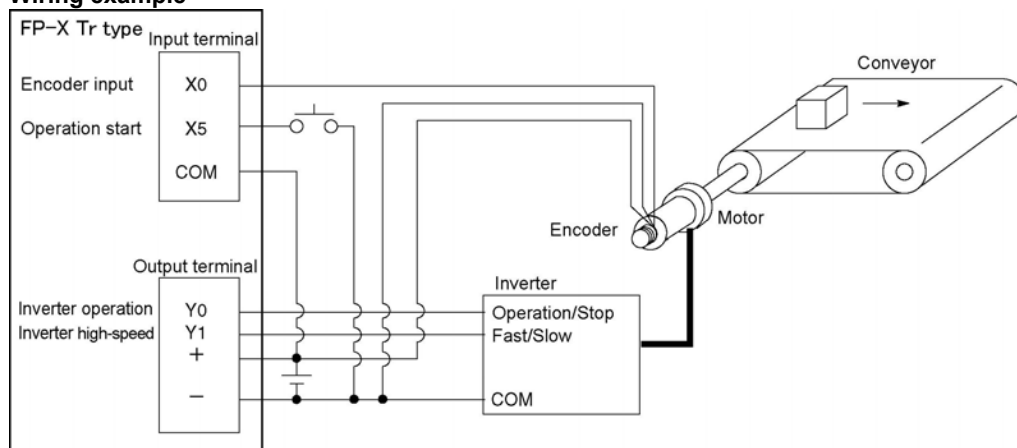 Wiring example
FP-X Tr type
Input terminal
Encoder input X0
Operation start X5
COM
Conveyor
Encoder
Motor
Output terminal
Inverter
Inverter operation Y0 Operation/Stop
Inverter high-speed Y1 Fast/Slow
+
− COM